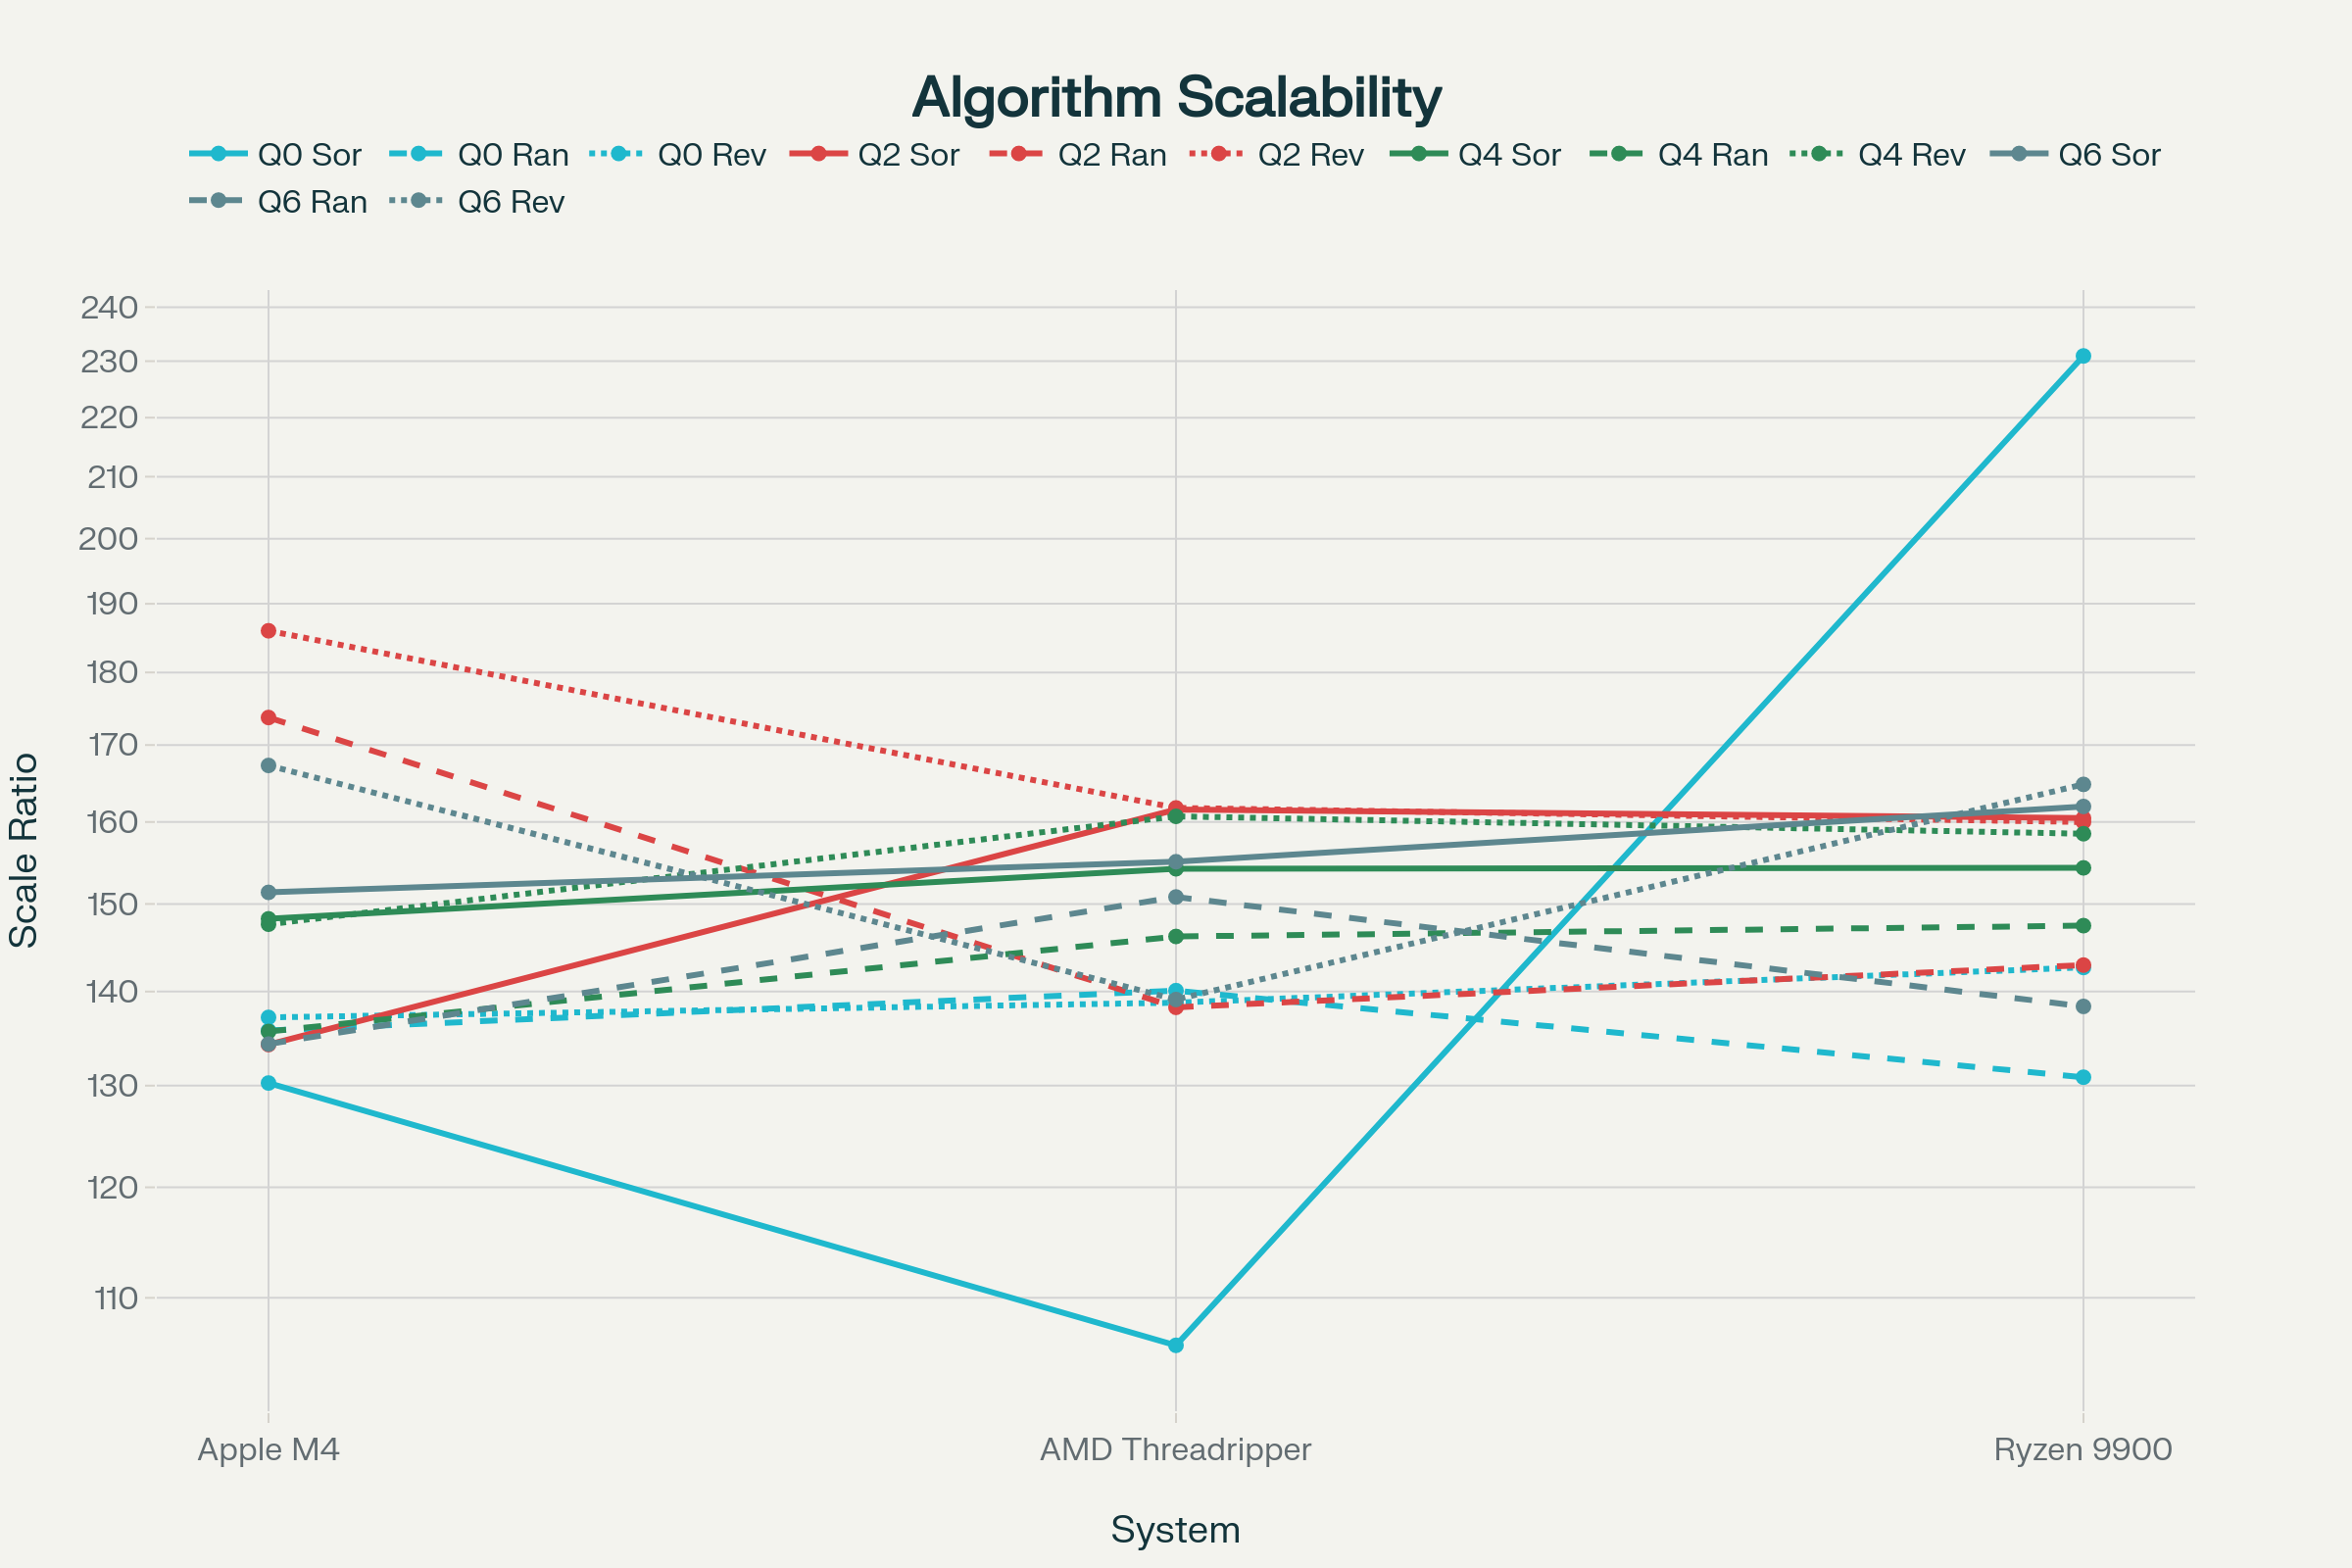 Algorithm Scalability
Q0 Sor Q0 Ran Q0 Rev Q2 Sor Q2 Ran Q2 Rev Q4 Sor Q4 Ran Q4 Rev Q6 Sor
Q6 Ran Q6 Rev
240
230
220
210
200
190
180
170
160
150
140
130
120
110
Scale Ratio
Apple M4 AMD Threadripper Ryzen 9900
System